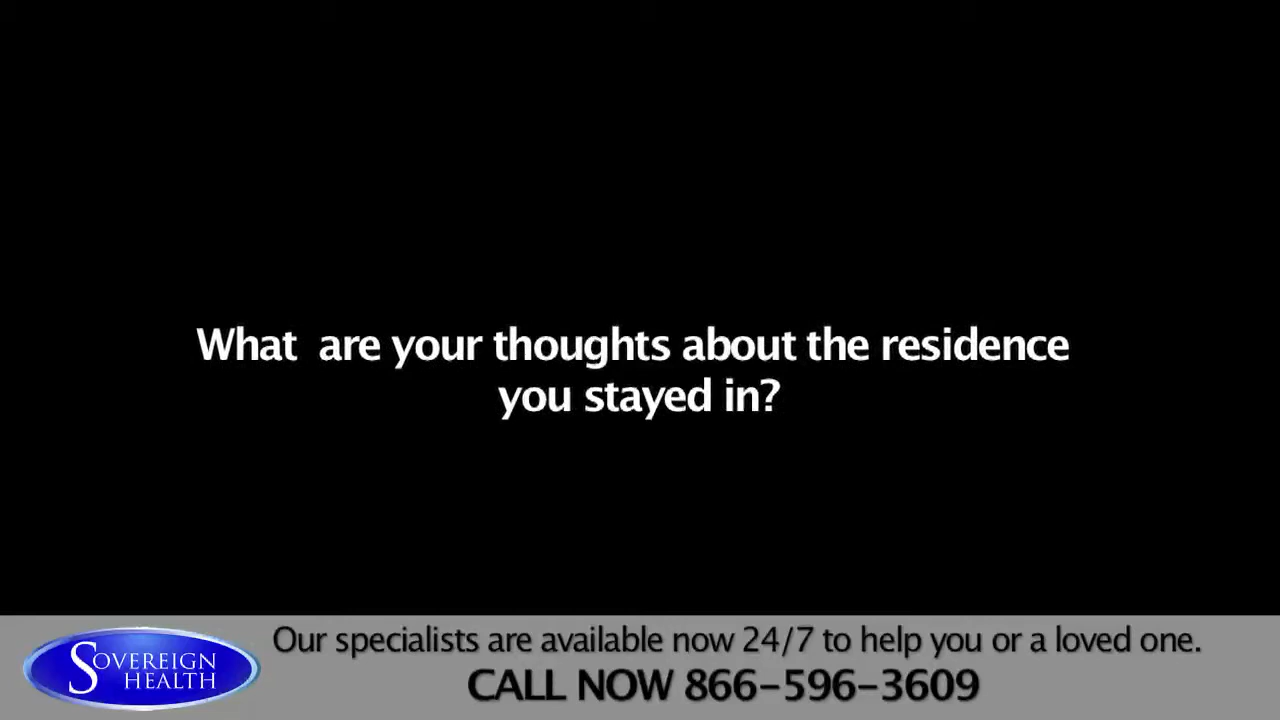 What  are your thoughts about the residence
you stayed in?
Our specialists are available now 24/7 to help you or a loved one.
SOVEREIGN
HEALTH
CALL NOW 866-596-3609